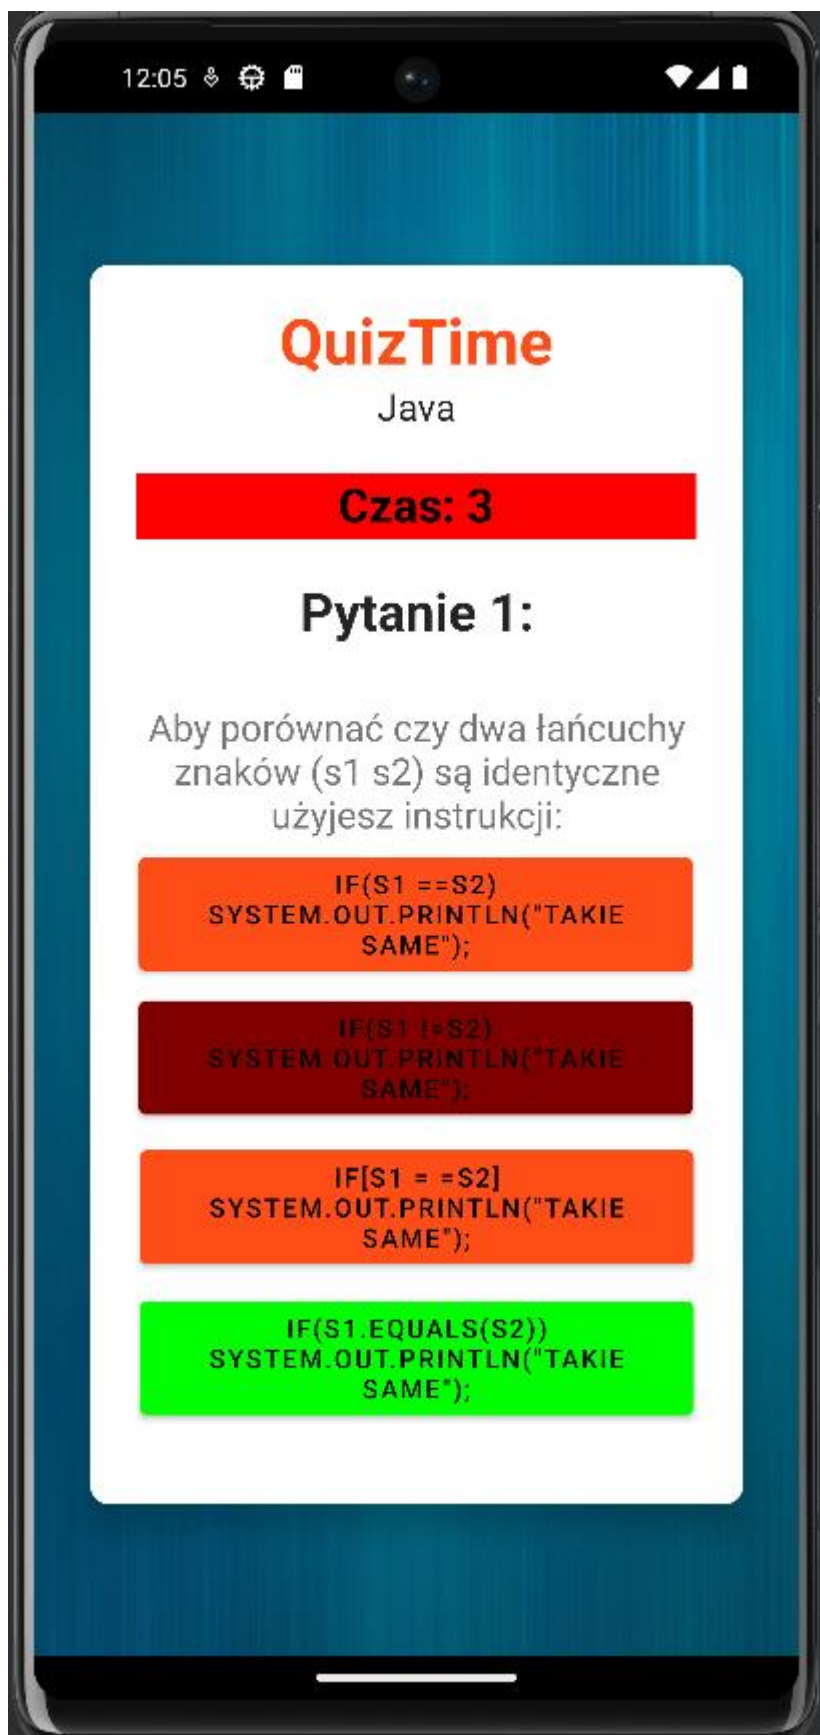 12:05
QuizTime
Java
Czas: 3
Pytanie 1:
Aby porównać czy dwa łańcuchy
znaków (s1 s2) są identyczne
użyjesz instrukcji:
IF(S1 ==S2)
SYSTEM.OUT.PRINTLN("TAKIE
SAME");
IF(S1 !=S2)
SYSTEM.OUT.PRINTLN("TAKIE
SAME");
IF[S1 = =S2]
SYSTEM.OUT.PRINTLN("TAKIE
SAME");
IF(S1.EQUALS(S2))
SYSTEM.OUT.PRINTLN("TAKIE
SAME");